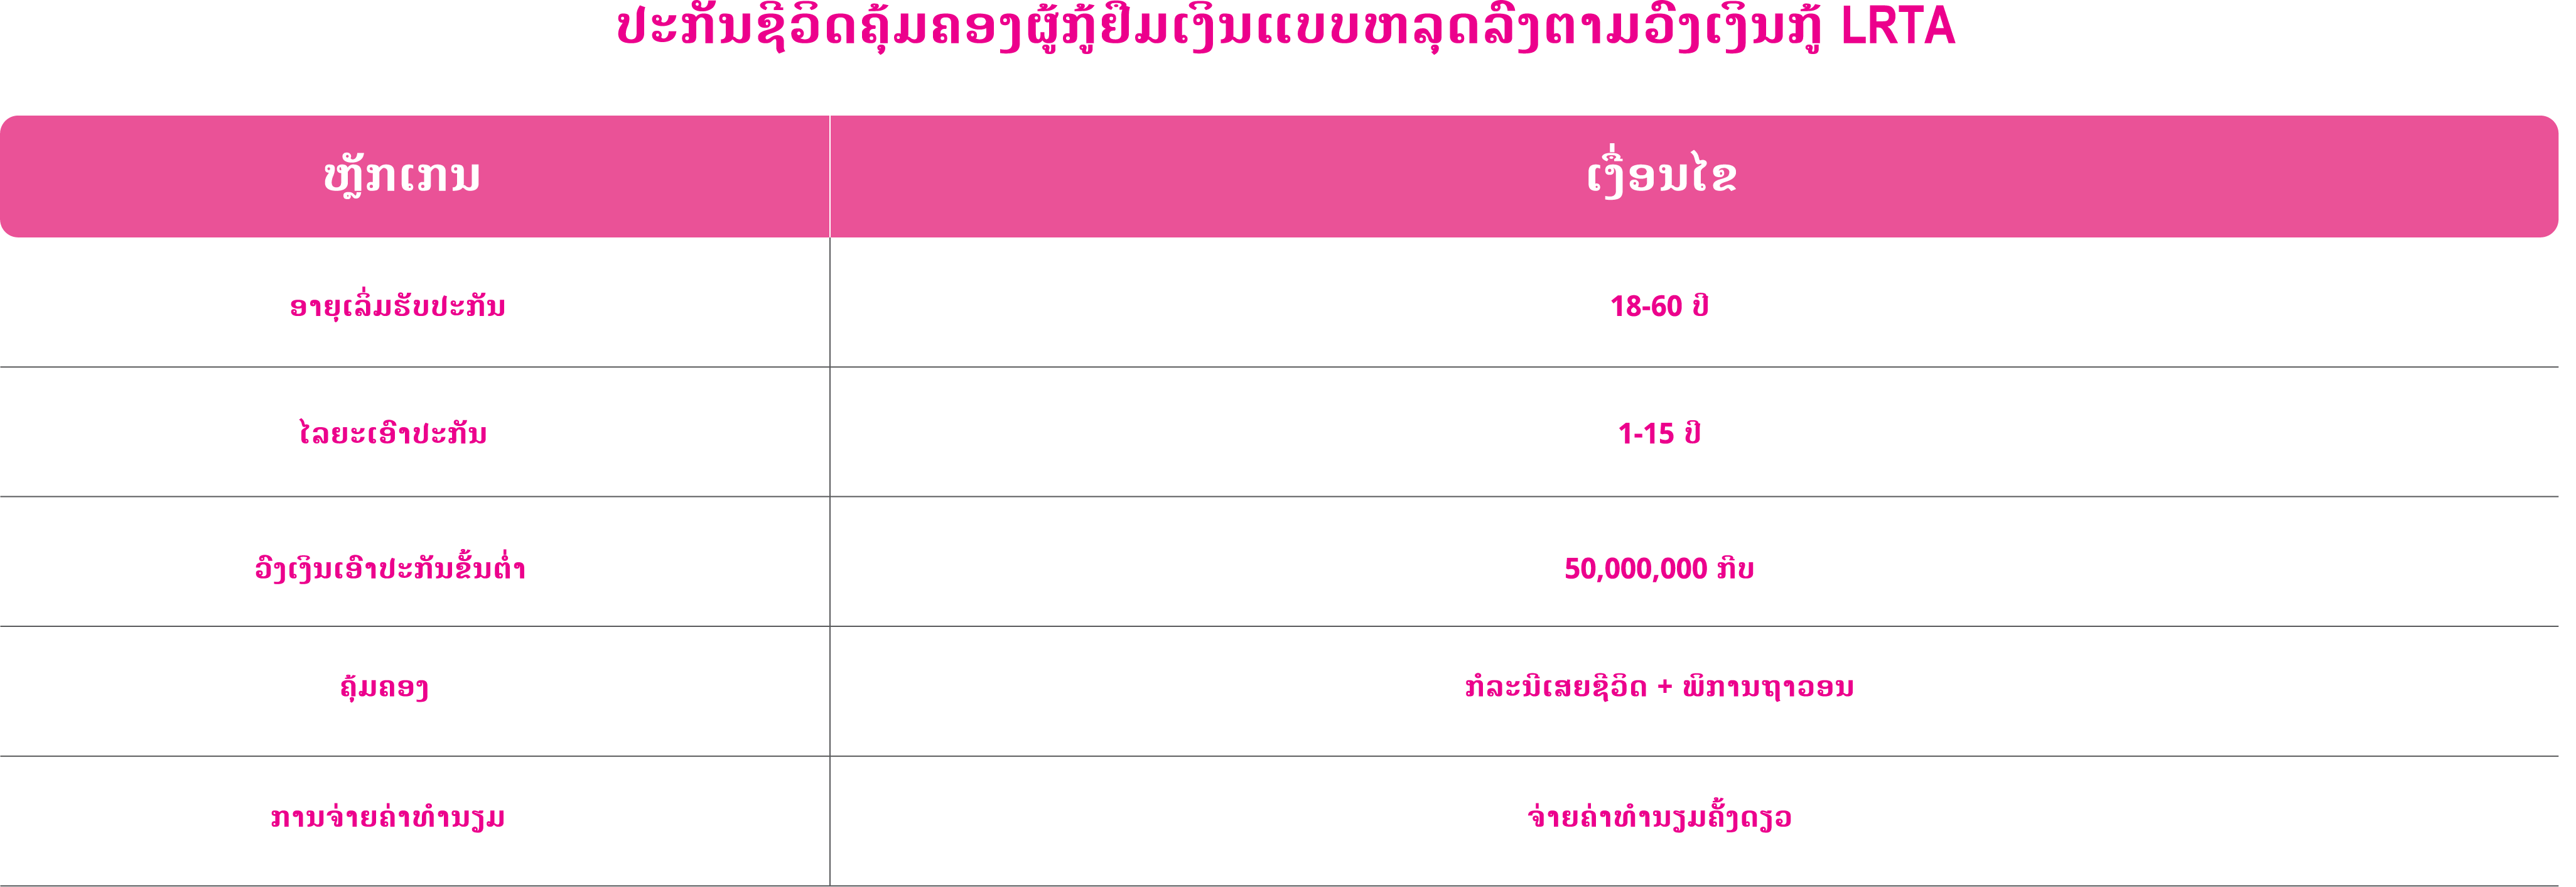 ປະກັນຊີວິດຄຸ້ມຄອງຜູ້ກູ້ຢືມເງິນແບບຫລຸດລົງຕາມວົງເງິນກູ້ LRTA
ຫຼັກເກນ ເງື່ອນໄຂ
ອາຍຸເລິ່ມຮັບປະກັນ 18-60 ປີ
ໄລຍະເອົາປະກັນ 1-15 ປີ
ວົງເງິນເອົາປະກັນຂັ້ນຕ່ຳ 50,000,000 ກີບ
ຄຸ້ມຄອງ ກໍລະນີເສຍຊີວິດ + ພິການຖາວອນ
ການຈ່າຍຄ່າທຳນຽມ ຈ່າຍຄ່າທຳນຽມຄັ້ງດຽວ